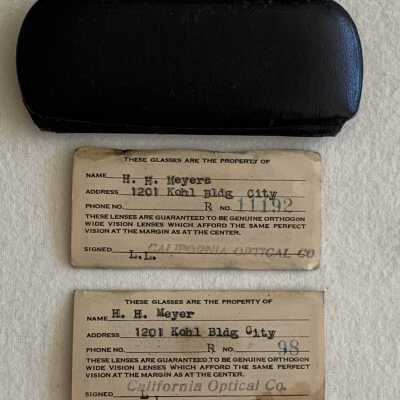 THESE GLASSES ARE THE PROPERTY OF
NAME H. H. Meyers
ADDRESS 1201 Kohl Bldg City
PHONE NO. R NO. 11192
THESE LENSES ARE GUARANTEED TO BE GENUINE ORTHOGON
WIDE VISION LENSES WHICH AFFORD THE SAME PERFECT
VISION AT THE MARGIN AS AT THE CENTER.
SIGNED L.L. CALIFORNIA OPTICAL CO
THESE GLASSES ARE THE PROPERTY OF
NAME H. H. Meyer
ADDRESS 1201 Kohl Bldg City
PHONE NO. R NO. 98
THESE LENSES ARE GUARANTEED TO BE GENUINE ORTHOGON
WIDE VISION LENSES WHICH AFFORD THE SAME PERFECT
VISION AT THE MARGIN AS AT THE CENTER.
California Optical Co.
SIGNED